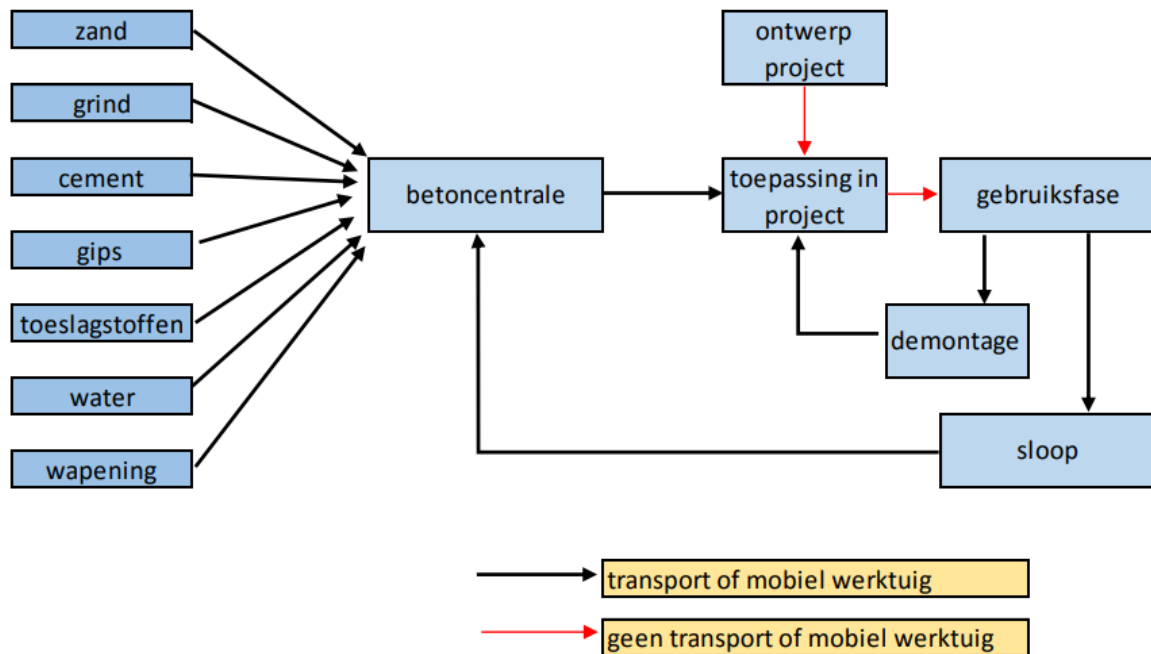 zand
grind
cement
gips
toeslagstoffen
water
wapening
betoncentrale
ontwerp
project
toepassing in
project
gebruiksfase
demontage
sloop
transport of mobiel werktuig
geen transport of mobiel werktuig